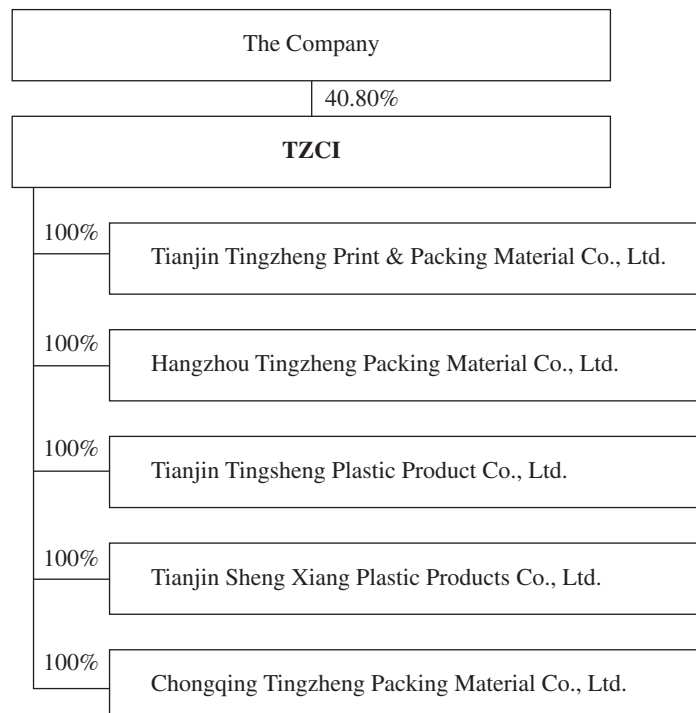 The Company
40.80%
TZCI
100%
Tianjin Tingzheng Print & Packing Material Co., Ltd.
100%
Hangzhou Tingzheng Packing Material Co., Ltd.
100%
Tianjin Tingsheng Plastic Product Co., Ltd.
100%
Tianjin Sheng Xiang Plastic Products Co., Ltd.
100%
Chongqing Tingzheng Packing Material Co., Ltd.